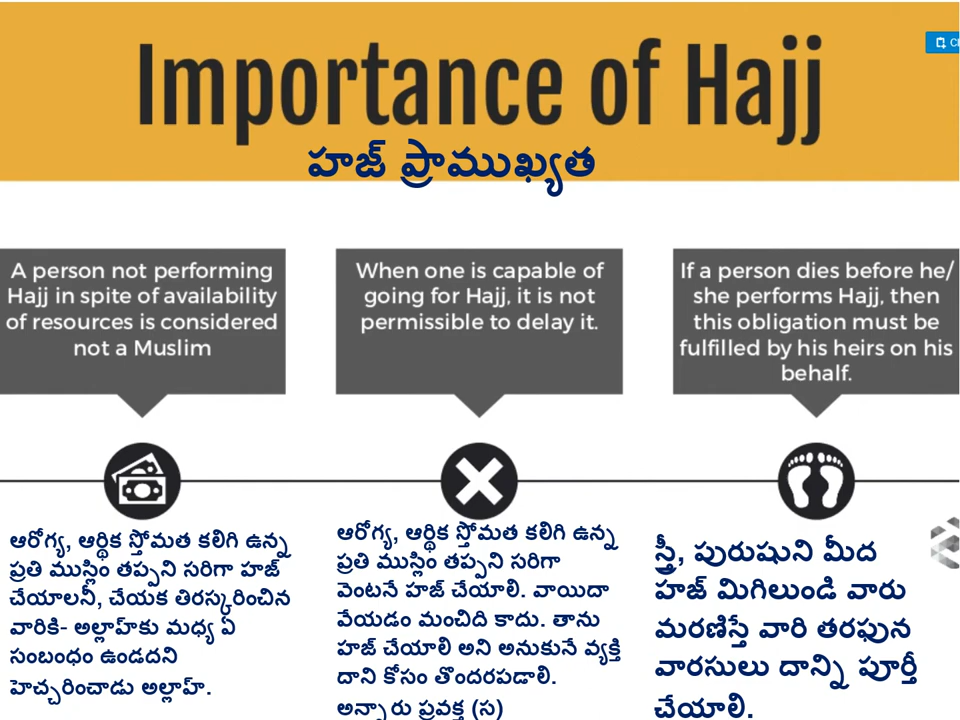 Importance of Hajj
హజ్ ప్రాముఖ్యత
A person not performing
Hajj in spite of availability
of resources is considered
not a Muslim
When one is capable of
going for Hajj, it is not
permissible to delay it.
If a person dies before he/
she performs Hajj, then
this obligation must be
fulfilled by his heirs on his
behalf.
ఆరోగ్య, ఆర్థిక స్తోమత కలిగి ఉన్న
ప్రతి ముస్లిం తప్పని సరిగా హజ్
చేయాలనీ, చేయక తిరస్కరించిన
వారికి- అల్లాహ్‌కు మధ్య ఏ
సంబంధం ఉండదని
హెచ్చరించాడు అల్లాహ్.
ఆరోగ్య, ఆర్థిక స్తోమత కలిగి ఉన్న
ప్రతి ముస్లిం తప్పని సరిగా
వెంటనే హజ్ చేయాలి. వాయిదా
వేయడం మంచిది కాదు. తాను
హజ్ చేయాలి అని అనుకునే వ్యక్తి
దాని కోసం తొందరపడాలి.
అన్నారు ప్రవక్త (స)
స్త్రీ, పురుషుని మీద
హజ్ మిగిలుండి వారు
మరణిస్తే వారి తరఫున
వారసులు దాన్ని పూర్తీ
చేయాలి.